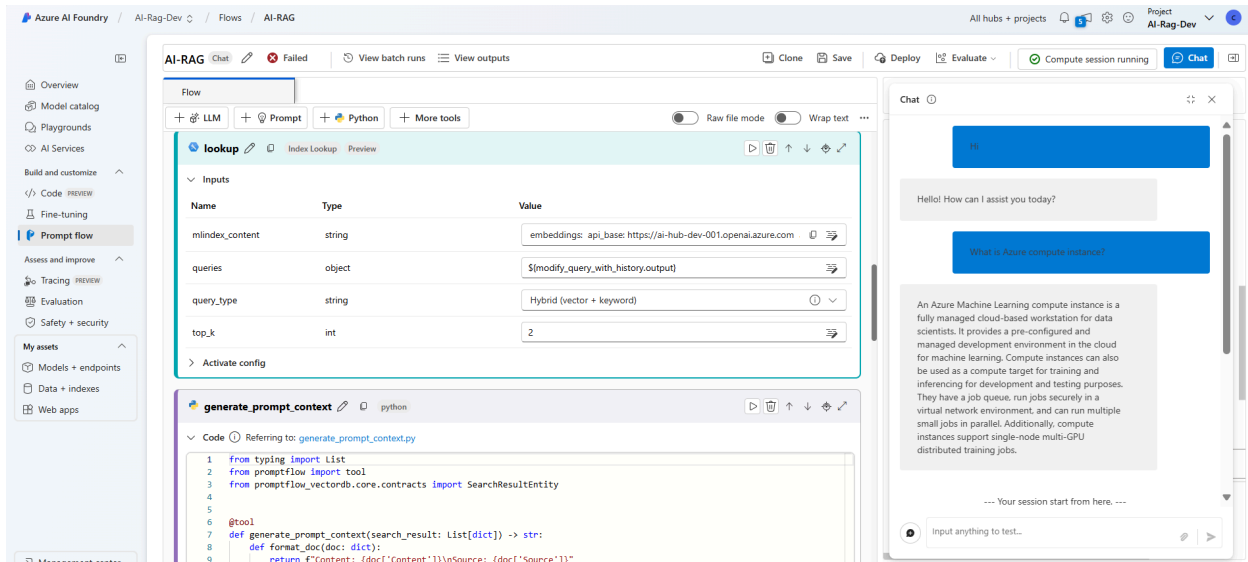 Azure AI Foundry / AI-Rag-Dev / Flows / AI-RAG
All hubs + projects
5
Project
AI-Rag-Dev
C
AI-RAG Chat Failed View batch runs View outputs Clone Save Deploy Evaluate Compute session running Chat
Overview
Model catalog
Playgrounds
AI Services
Build and customize
Code PREVIEW
Fine-tuning
Prompt flow
Assess and improve
Tracing PREVIEW
Evaluation
Safety + security
My assets
Models + endpoints
Data + indexes
Web apps
Management center
Flow
+ LLM + Prompt + Python + More tools Raw file mode Wrap text ...
lookup Index Lookup Preview
Inputs
Name Type Value
mlindex_content string embeddings: api_base: https://ai-hub-dev-001.openai.azure.com
queries object ${modify_query_with_history.output}
query_type string Hybrid (vector + keyword)
top_k int 2
Activate config
generate_prompt_context python
Code Referring to: generate_prompt_context.py
1 from typing import List
2 from promptflow import tool
3 from promptflow_vectordb.core.contracts import SearchResultEntity
4
5
6 @tool
7 def generate_prompt_context(search_result: List[dict]) -> str:
8 def format_doc(doc: dict):
9 return f"Content: {doc['Content']}\nSource: {doc['Source']}"
Chat
Hi
Hello! How can I assist you today?
What is Azure compute instance?
An Azure Machine Learning compute instance is a
fully managed cloud-based workstation for data
scientists. It provides a pre-configured and
managed development environment in the cloud
for machine learning. Compute instances can also
be used as a compute target for training and
inferencing for development and testing purposes.
They have a job queue, run jobs securely in a
virtual network environment, and can run multiple
small jobs in parallel. Additionally, compute
instances support single-node multi-GPU
distributed training jobs.
--- Your session start from here. ---
Input anything to test...